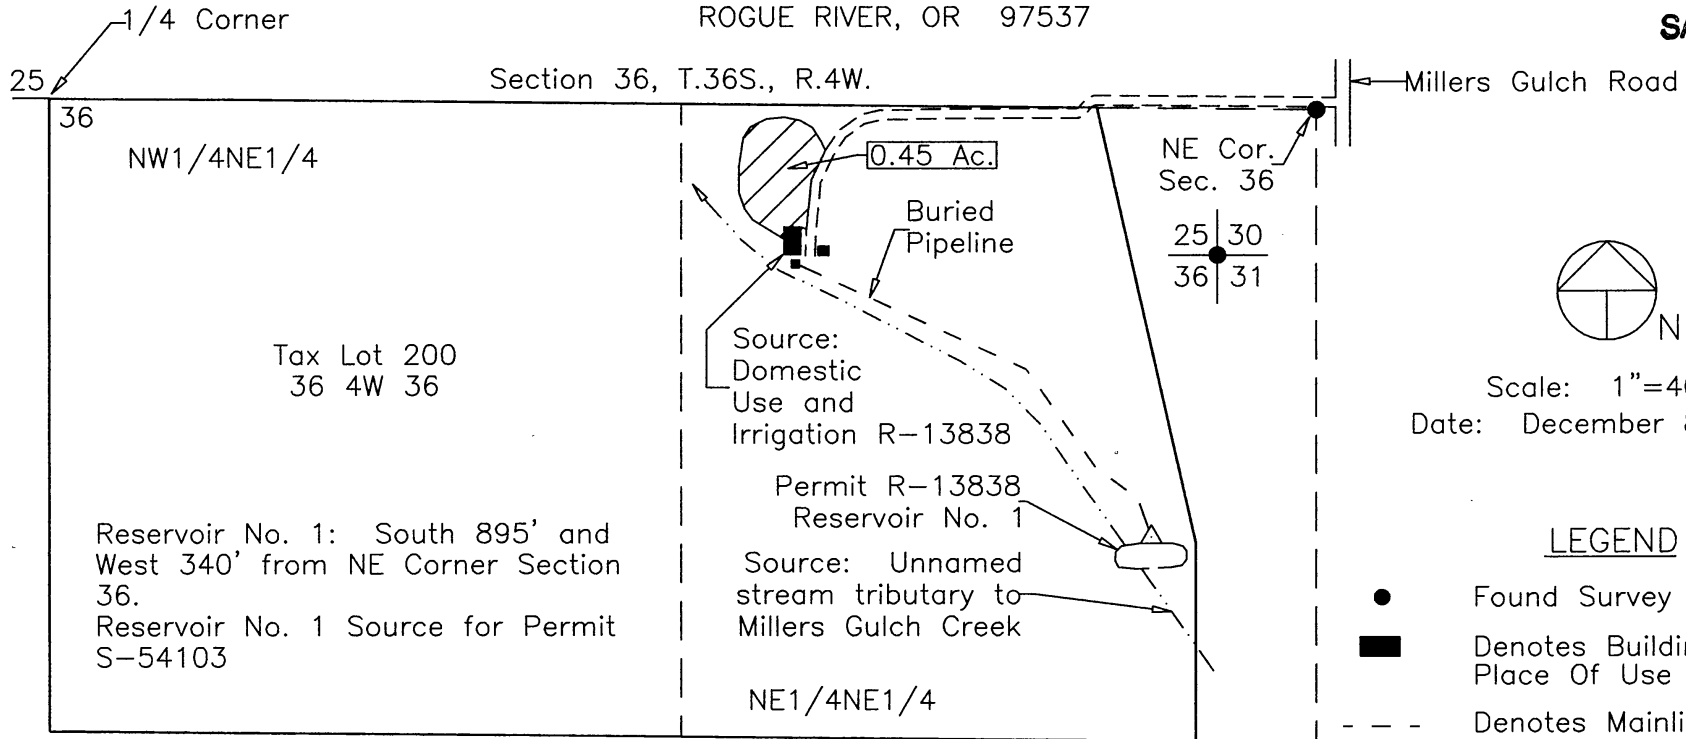 1/4 Corner
ROGUE RIVER, OR 97537
25
Section 36, T.36S., R.4W.
Millers Gulch Road
36
NW1/4NE1/4
0.45 Ac.
NE Cor.
Sec. 36
Buried
Pipeline
25 30
36 31
N
Tax Lot 200
36 4W 36
Source:
Domestic
Use and
Irrigation R-13838
Scale: 1"=
Date: December
Permit R-13838
Reservoir No. 1
Reservoir No. 1: South 895' and
West 340' from NE Corner Section
36.
Reservoir No. 1 Source for Permit
S-54103
Source: Unnamed
stream tributary to
Millers Gulch Creek
NE1/4NE1/4
LEGEND
Found Survey
Denotes
Place Of Use
Denotes